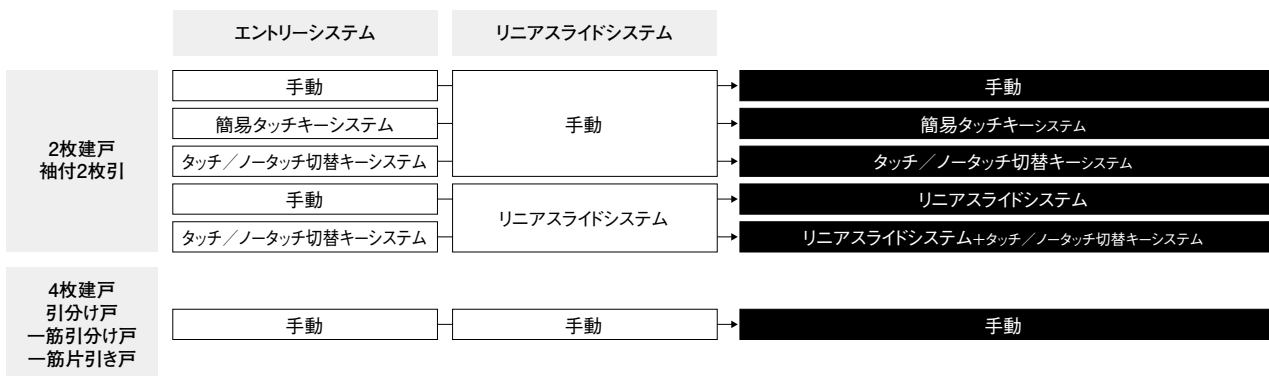 エントリーシステム
リニアスライドシステム
2枚建戸
袖付2枚引
手動
簡易タッチキーシステム
タッチ／ノータッチ切替キーシステム
手動
タッチ／ノータッチ切替キーシステム
手動
リニアスライドシステム
手動
簡易タッチキーシステム
タッチ／ノータッチ切替キーシステム
リニアスライドシステム
リニアスライドシステム+タッチ／ノータッチ切替キーシステム
4枚建戸
引分け戸
一筋引分け戸
一筋片引き戸
手動
手動
手動